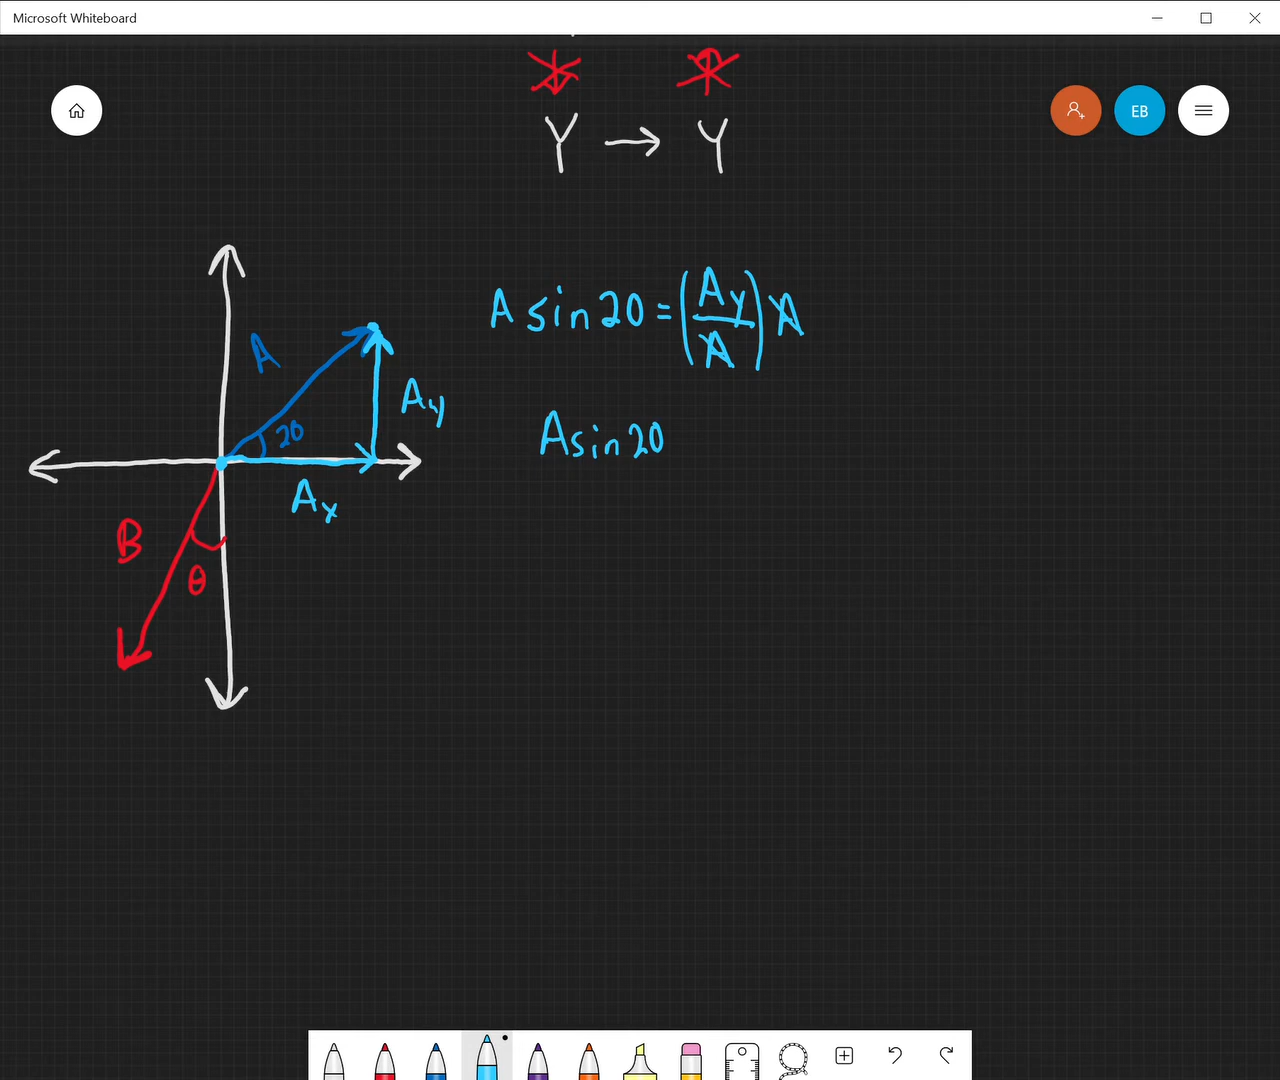 Microsoft Whiteboard
EB
Y → Y
A sin 20 = (Ay/A) A
A
Ay
20
A sin 20
Ax
B
θ